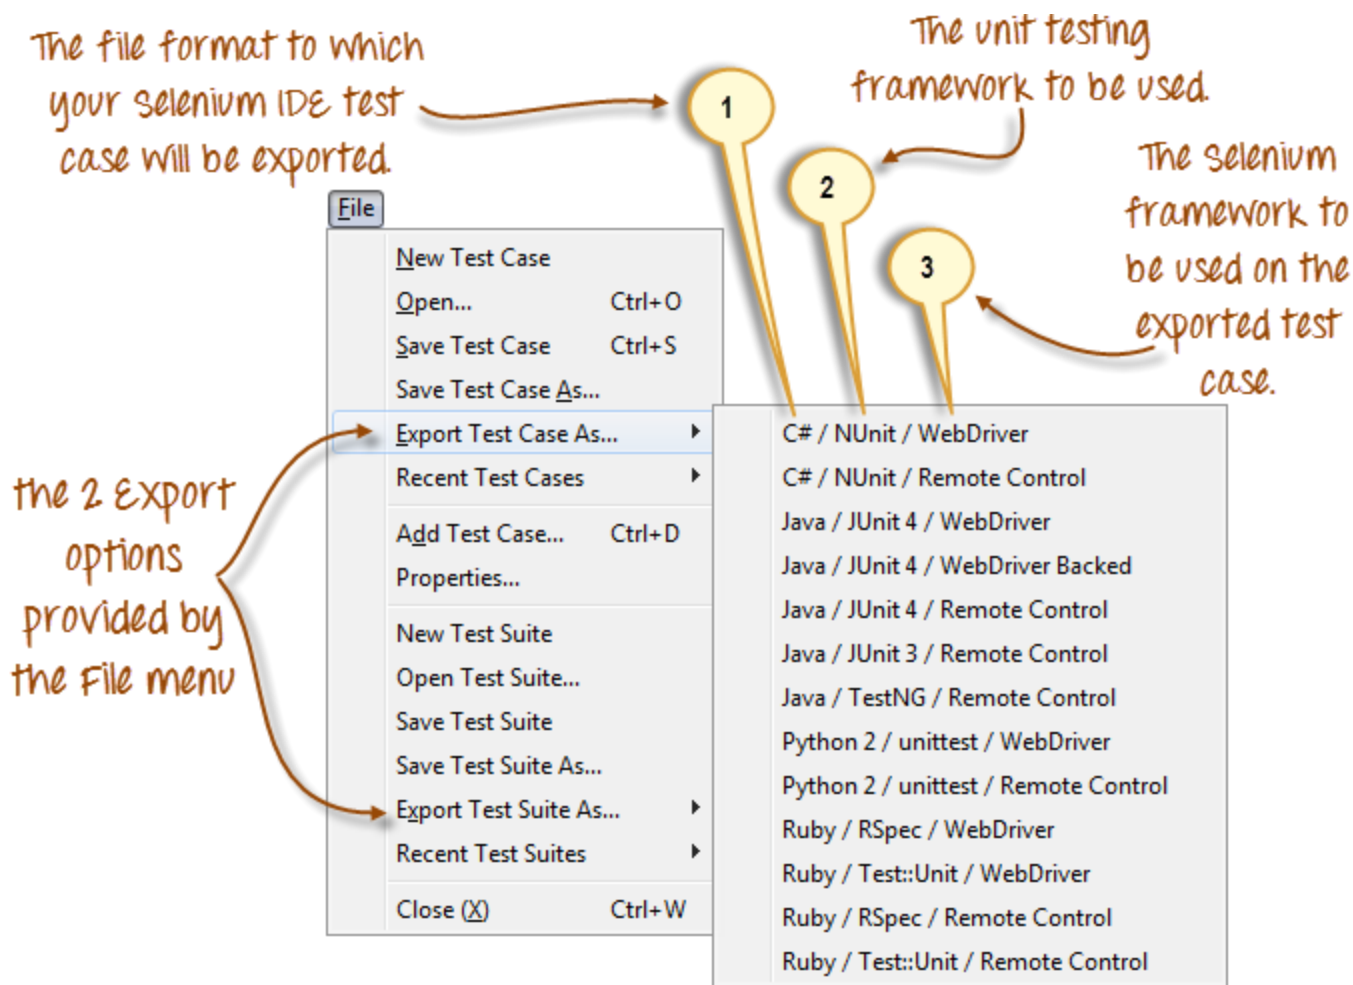 The file format to which
your Selenium IDE test
case will be exported.
The unit testing
framework to be used.
The Selenium
framework to
be used on the
exported test
case.
1
2
3
the 2 Export
options
provided by
the File menu
File
New Test Case
Open... Ctrl+O
Save Test Case Ctrl+S
Save Test Case As...
Export Test Case As...
Recent Test Cases
Add Test Case... Ctrl+D
Properties...
New Test Suite
Open Test Suite...
Save Test Suite
Save Test Suite As...
Export Test Suite As...
Recent Test Suites
Close (X) Ctrl+W
C# / NUnit / WebDriver
C# / NUnit / Remote Control
Java / JUnit 4 / WebDriver
Java / JUnit 4 / WebDriver Backed
Java / JUnit 4 / Remote Control
Java / JUnit 3 / Remote Control
Java / TestNG / Remote Control
Python 2 / unittest / WebDriver
Python 2 / unittest / Remote Control
Ruby / RSpec / WebDriver
Ruby / Test::Unit / WebDriver
Ruby / RSpec / Remote Control
Ruby / Test::Unit / Remote Control